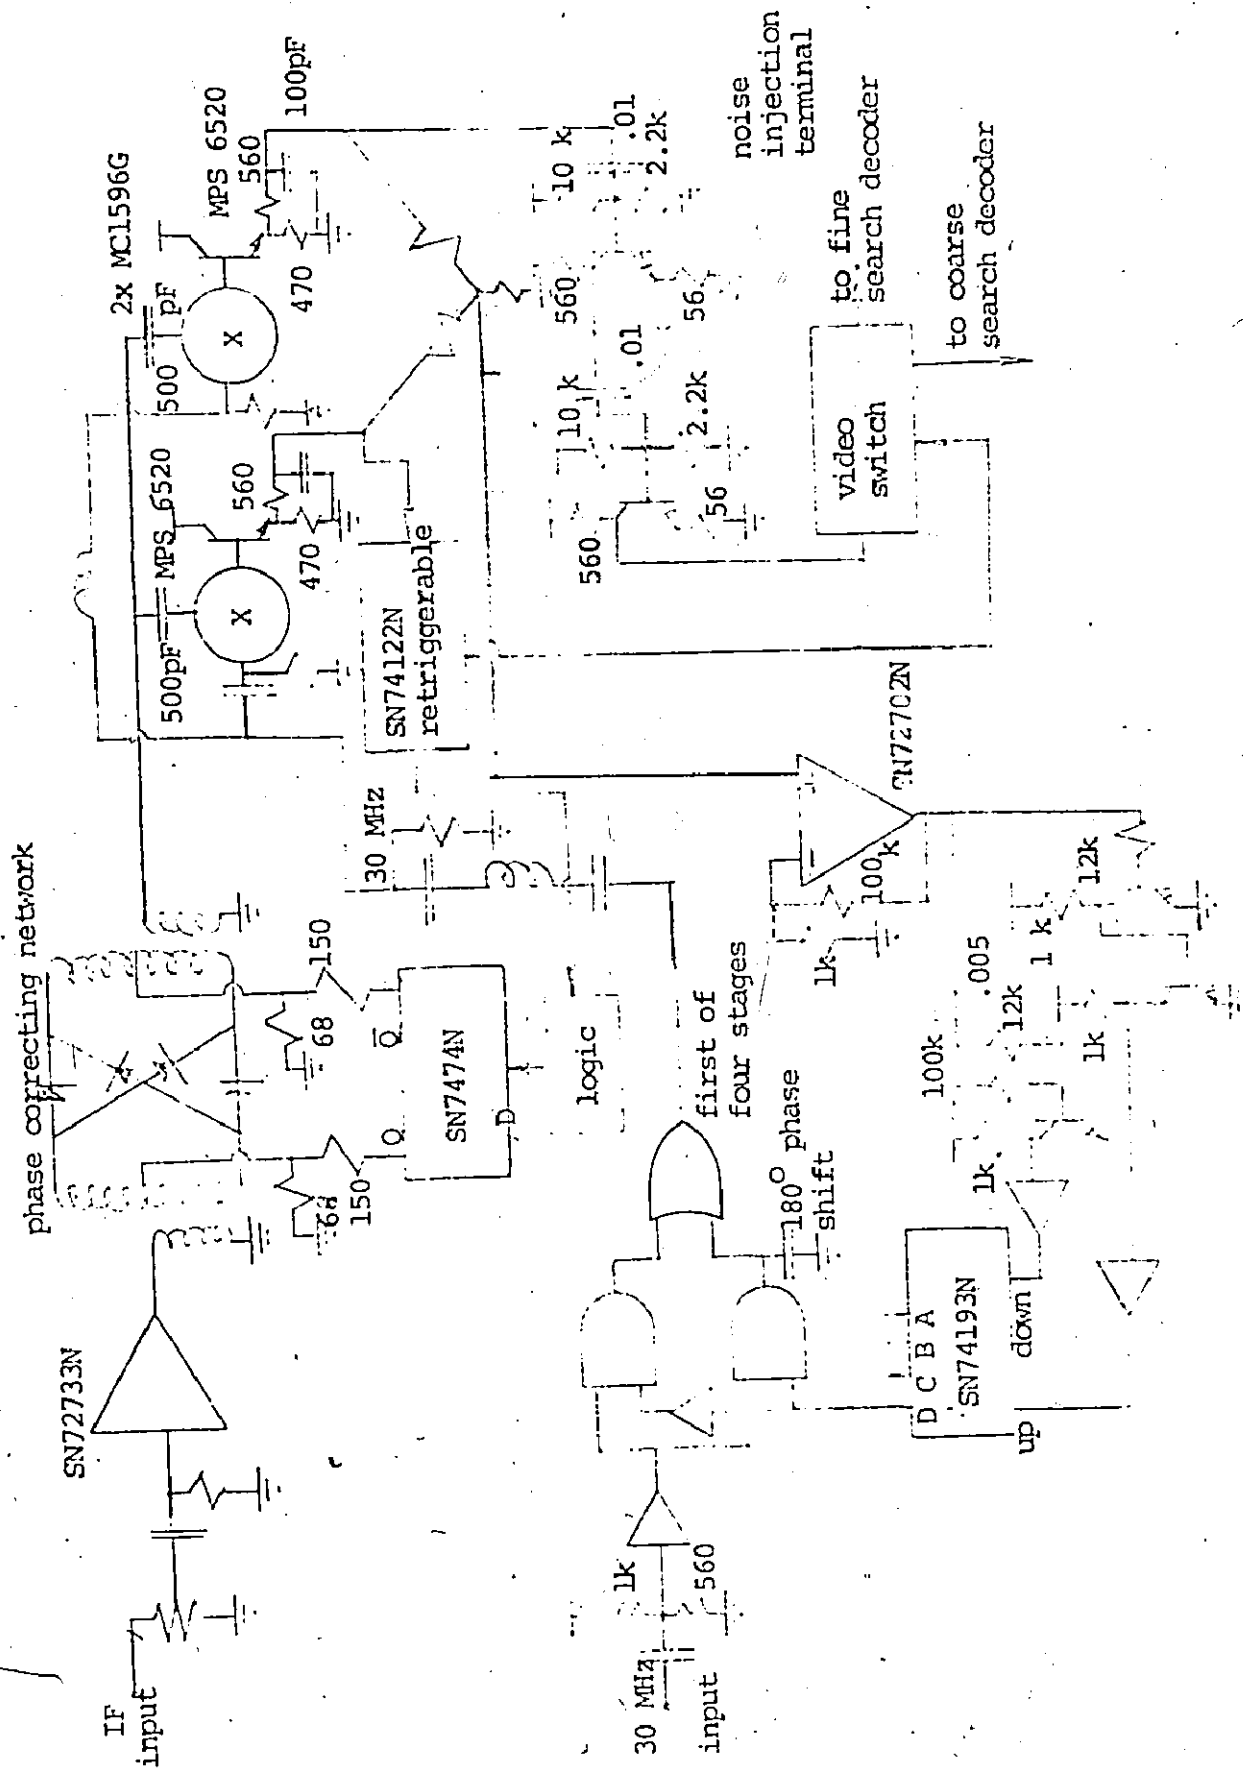 IF
input
SN72733N
phase correcting network
2x MC1596G
500 pF
X
MPS 6520
560
470
100pF
500pF
MPS 6520
X
560
470
68
150
68
150
Q
Q̄
SN7474N
D
logic
30 MHz
SN74122N
retriggerable
10 k
.01
2.2k
560
56
10 k
.01
2.2k
560
56
noise
injection
terminal
video
switch
to fine
search decoder
to coarse
search decoder
30 MHz
input
1k
560
first of
four stages
180° phase
shift
1k
100
k
SN72702N
D C B A
SN74193N
up
down
1k
100k
.005
12k
1k
1 k
12k